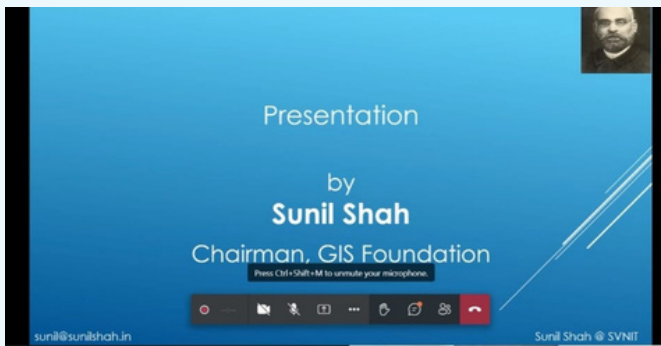 Presentation
by
Sunil Shah
Chairman, GIS Foundation
Press Ctrl+Shift+M to unmute your microphone.
sunil@sunilshah.in
Sunil Shah @ SVNIT